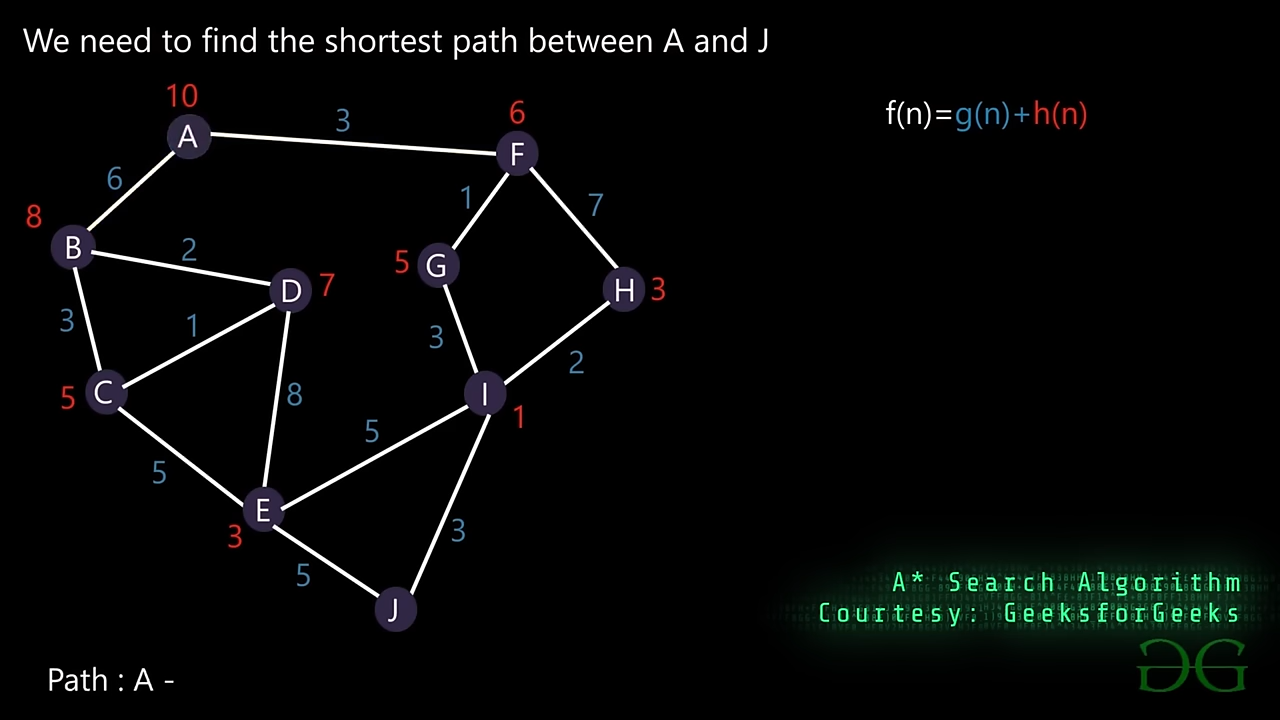 We need to find the shortest path between A and J
10
6
A
3
F
f(n)=g(n)+h(n)
6
1
7
8
B
2
D
7
5
G
H
3
3
1
3
2
5
C
8
I
1
5
5
E
3
3
5
J
A* Search Algorithm
Courtesy: GeeksforGeeks
Path : A -